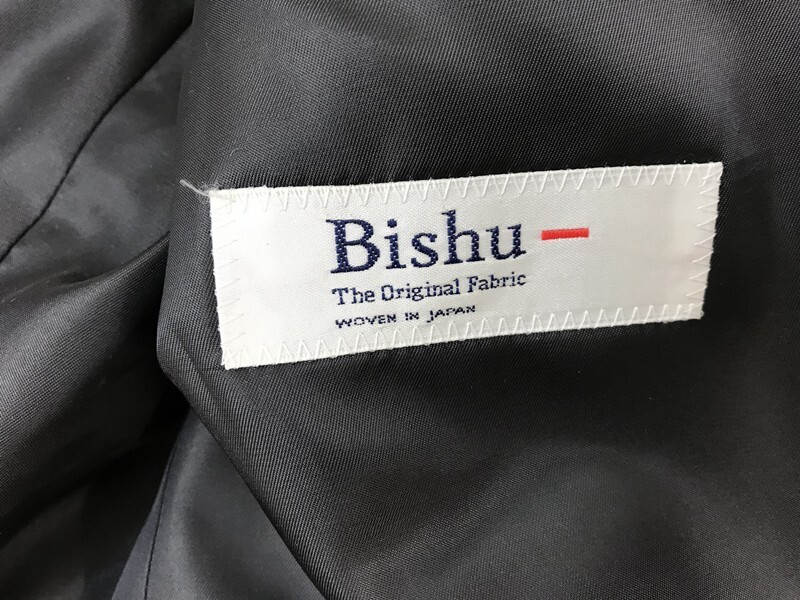 Bishu
The Original Fabric
WOVEN IN JAPAN